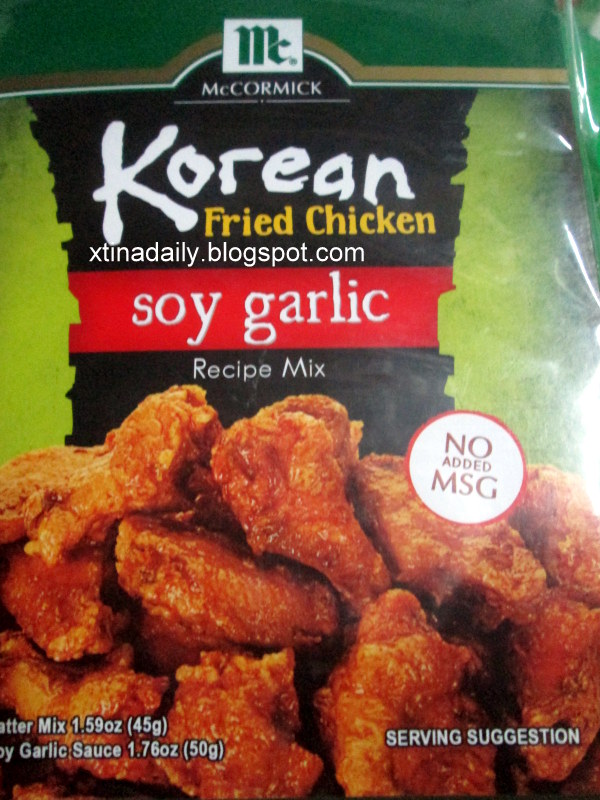 Mc®
McCORMICK
Korean
Fried Chicken
xtinadaily.blogspot.com
soy garlic
Recipe Mix
NO
ADDED
MSG
atter Mix 1.59oz (45g)
oy Garlic Sauce 1.76oz (50g)
SERVING SUGGESTION